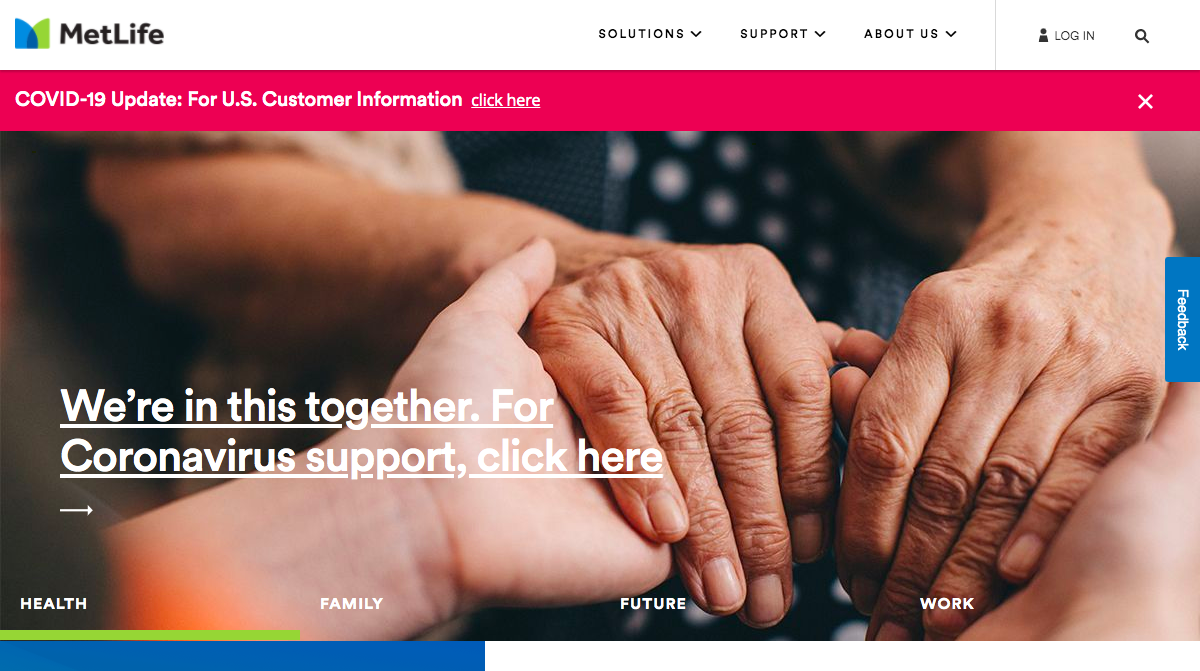 MetLife
SOLUTIONS
SUPPORT
ABOUT US
LOG IN
COVID-19 Update: For U.S. Customer Information click here
Feedback
We’re in this together. For
Coronavirus support, click here
HEALTH
FAMILY
FUTURE
WORK